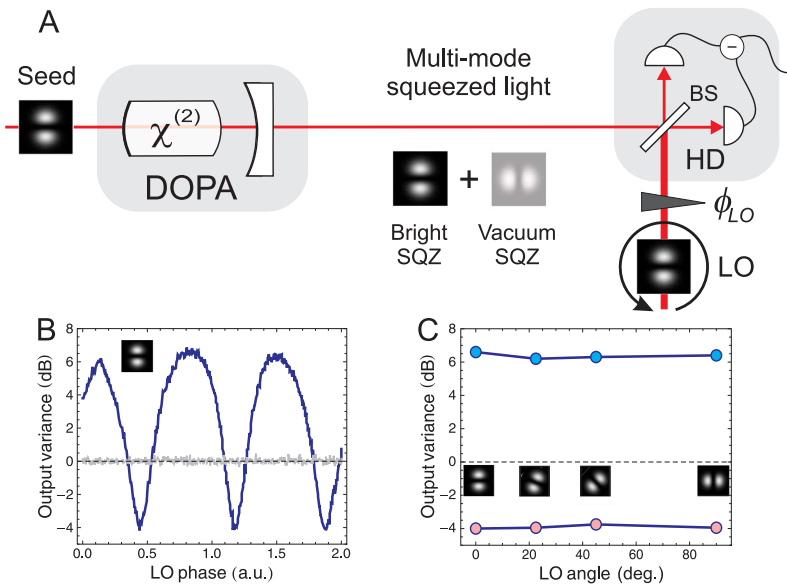 A
Seed
χ(2)
DOPA
Multi-mode
squeezed light
Bright
SQZ
+
Vacuum
SQZ
−
BS
HD
ϕLO
LO
B
Output variance (dB)
8
6
4
2
0
−2
−4
0.0 0.5 1.0 1.5 2.0
LO phase (a.u.)
C
Output variance (dB)
8
6
4
2
0
−2
−4
0 20 40 60 80
LO angle (deg.)